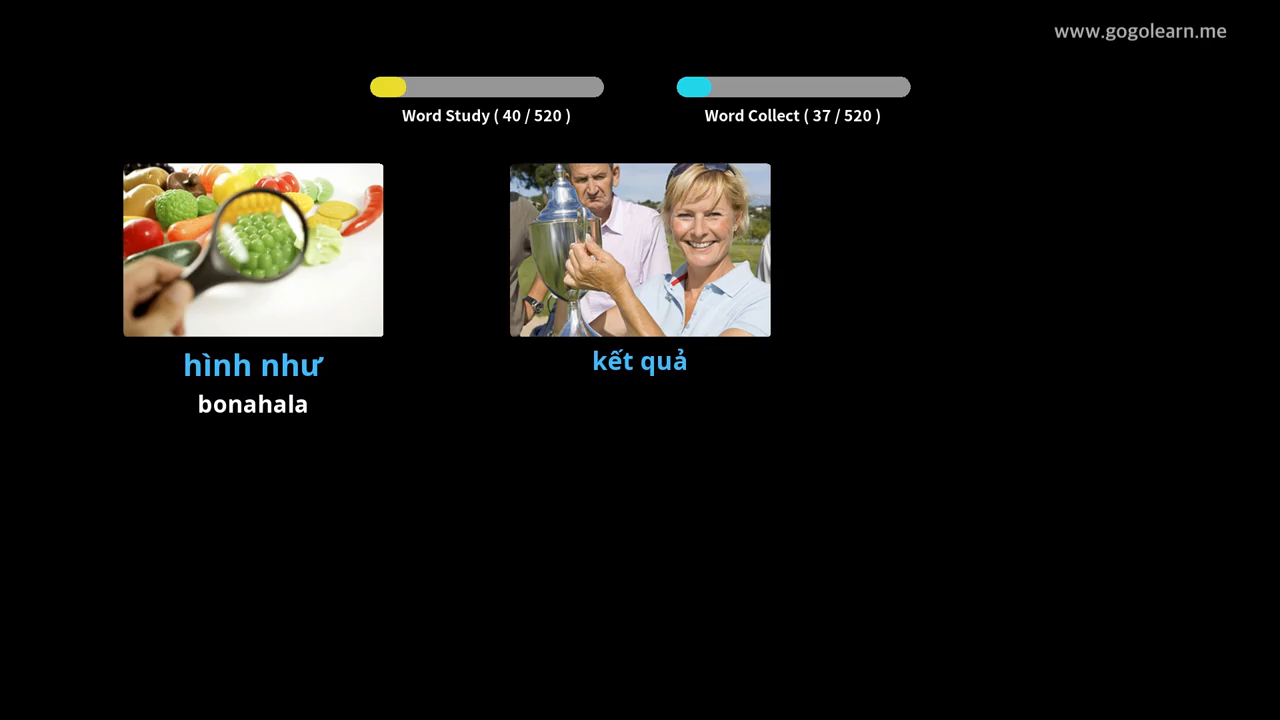 www.gogolearn.me
Word Study ( 40 / 520 )
Word Collect ( 37 / 520 )
hình như
bonahala
kết quả